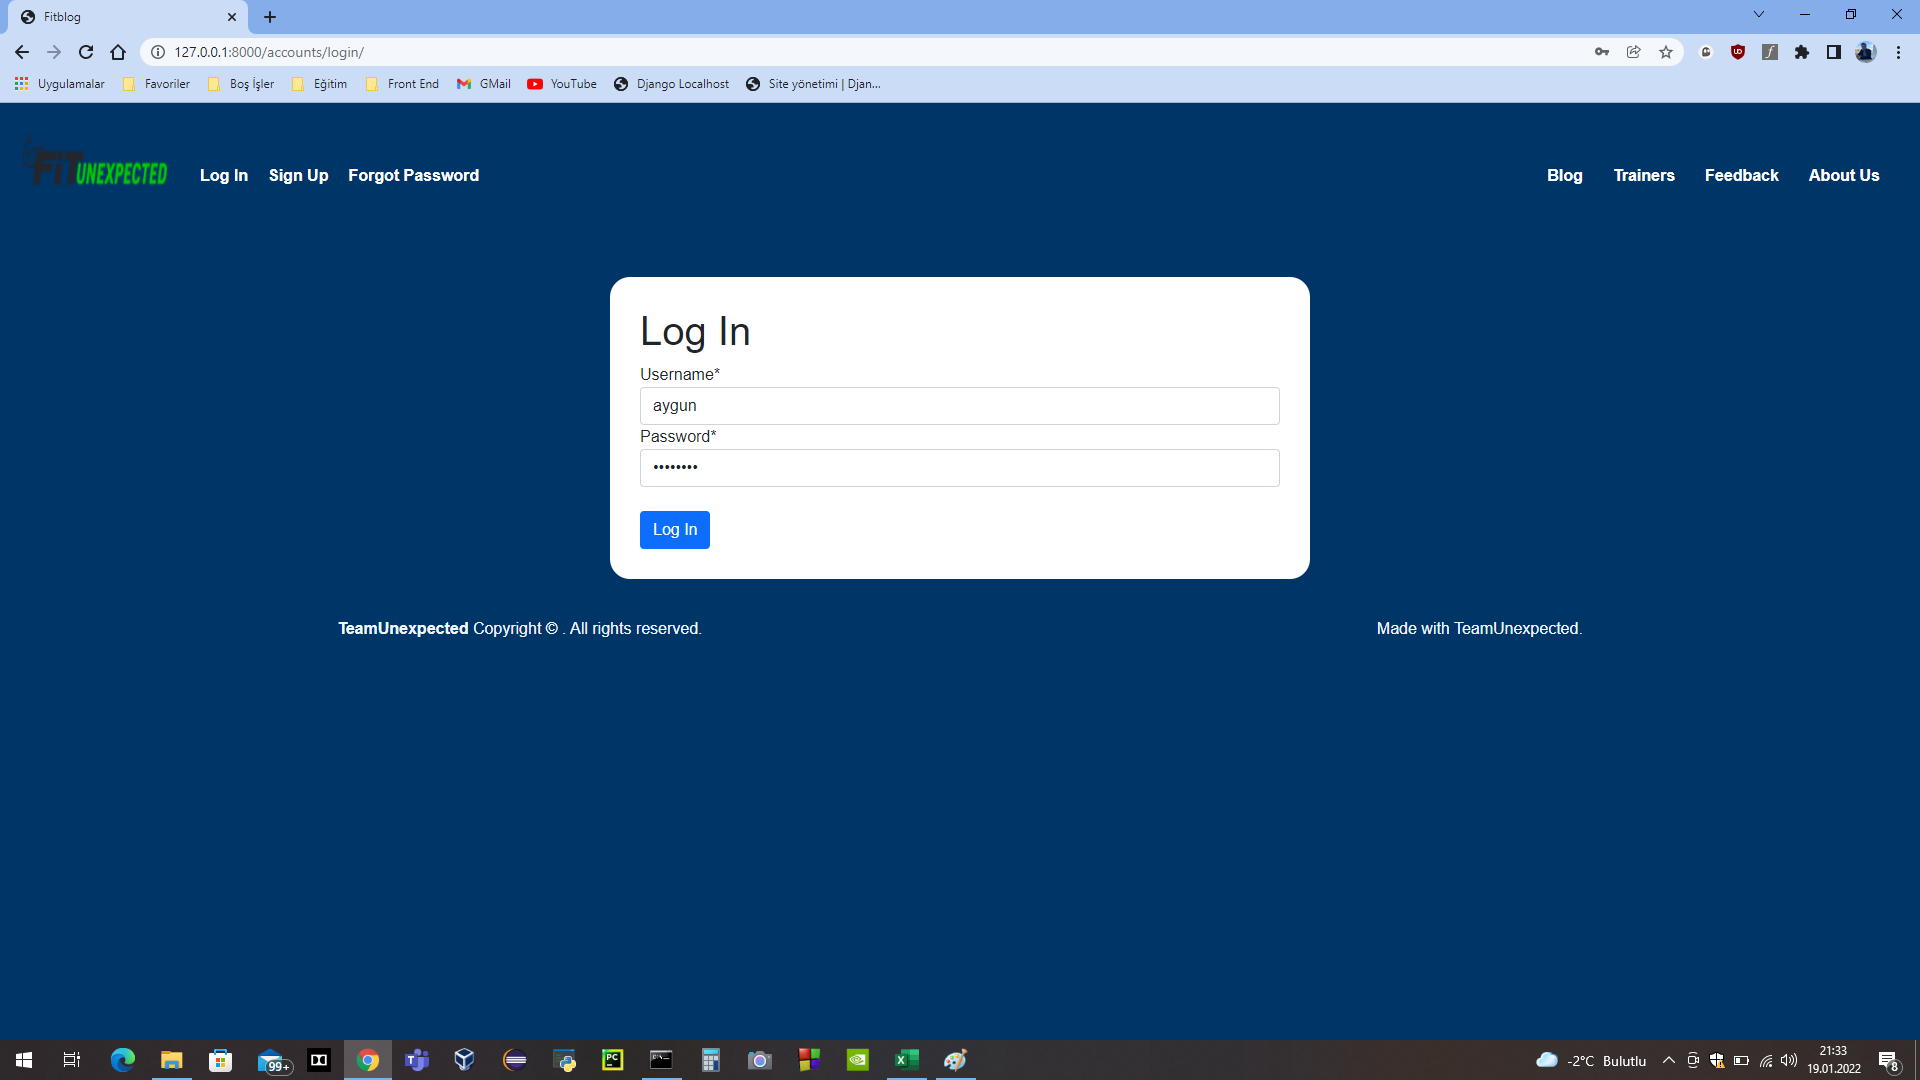 Fitblog
127.0.0.1:8000/accounts/login/
Uygulamalar Favoriler Boş İşler Eğitim Front End GMail YouTube Django Localhost Site yönetimi | Djan...
FIT UNEXPECTED Log In Sign Up Forgot Password Blog Trainers Feedback About Us
Log In
Username*
aygun
Password*
••••••••
Log In
TeamUnexpected Copyright © . All rights reserved. Made with TeamUnexpected.
99+ -2°C Bulutlu 21:33
19.01.2022 8